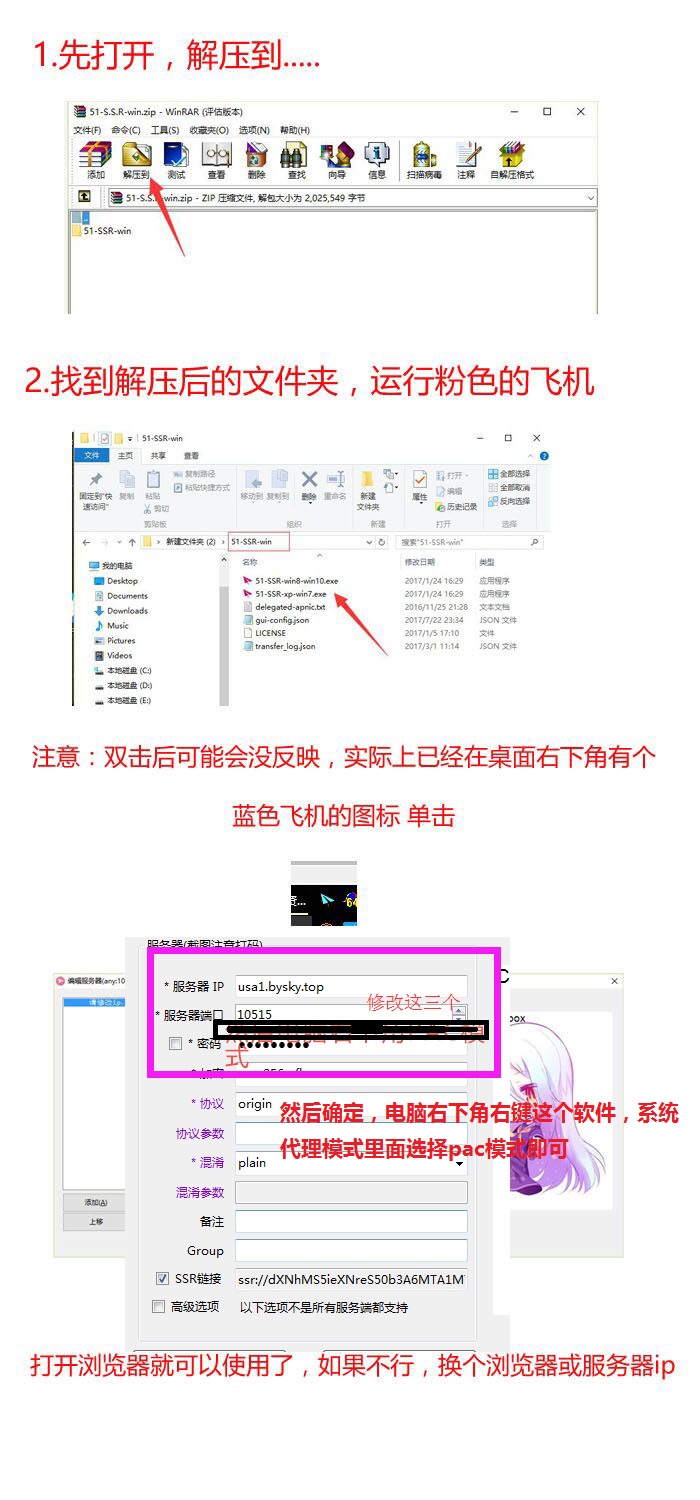 1.先打开，解压到.....
51-S.S.R-win.zip - WinRAR (评估版本)
文件(F) 命令(C) 工具(S) 收藏夹(O) 选项(N) 帮助(H)
添加 解压到 测试 查看 删除 查找 向导 信息 扫描病毒 注释 自解压格式
51-S.S. -win.zip - ZIP 压缩文件, 解包大小为 2,025,549 字节
..
51-SSR-win
2.找到解压后的文件夹，运行粉色的飞机
51-SSR-win
文件 主页 共享 查看
固定到"快速访问" 复制 粘贴 复制路径 粘贴快捷方式 剪切 移动到 复制到 删除 重命名 新建文件夹 属性 打开 编辑 历史记录 全部选择 全部取消 反向选择
剪贴板 组织 新建 打开 选择
新建文件夹 (2) 51-SSR-win 搜索"51-SSR-win"
我的电脑
Desktop
Documents
Downloads
Music
Pictures
Videos
本地磁盘 (C:)
本地磁盘 (D:)
本地磁盘 (E:)
名称 修改日期 类型
51-SSR-win8-win10.exe 2017/1/24 16:29 应用程序
51-SSR-xp-win7.exe 2017/1/24 16:29 应用程序
delegated-apnic.txt 2016/11/25 21:28 文本文档
gui-config.json 2017/7/22 23:34 JSON 文件
LICENSE 2017/1/5 17:10 文件
transfer_log.json 2017/3/1 11:14 JSON 文件
注意：双击后可能会没反映，实际上已经在桌面右下角有个
蓝色飞机的图标 单击
64
服务器(截图注意打码)
编辑服务器(any:10
请修改ip.
* 服务器 IP usa1.bysky.top
修改这三个
* 服务器端口 10515
* 密码
式
* 协议 origin
然后确定，电脑右下角右键这个软件，系统
协议参数
代理模式里面选择pac模式即可
* 混淆 plain
混淆参数
添加(A)
上移
备注
Group
SSR链接 ssr://dXNhMS5ieXNreS50b3A6MTA1M
高级选项 以下选项不是所有服务端都支持
box
打开浏览器就可以使用了，如果不行，换个浏览器或服务器ip